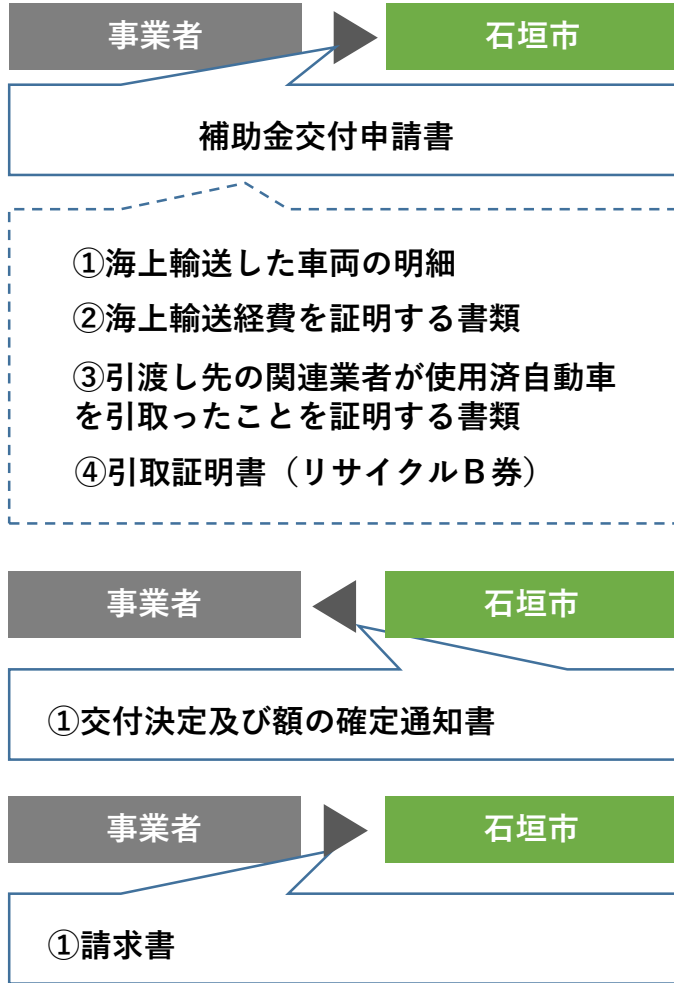 事業者
石垣市
補助金交付申請書
①海上輸送した車両の明細
②海上輸送経費を証明する書類
③引渡し先の関連業者が使用済自動車
を引取ったことを証明する書類
④引取証明書（リサイクルＢ券）
事業者
石垣市
①交付決定及び額の確定通知書
事業者
石垣市
①請求書